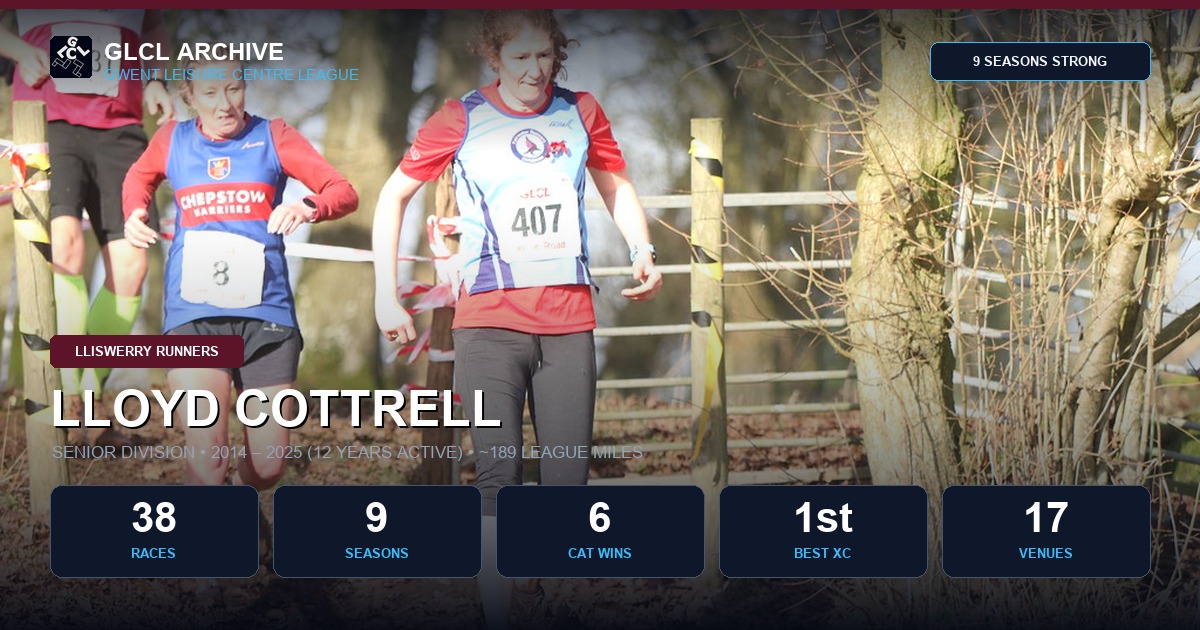 GLCL ARCHIVE
GWENT LEISURE CENTRE LEAGUE
9 SEASONS STRONG
CHEPSTOW
HARRIERS
8
GLCL
407
Road
LLISWERRY RUNNERS
LLOYD COTTRELL
SENIOR DIVISION • 2014 – 2025 (12 YEARS ACTIVE) • ~189 LEAGUE MILES
38
RACES
9
SEASONS
6
CAT WINS
1st
BEST XC
17
VENUES